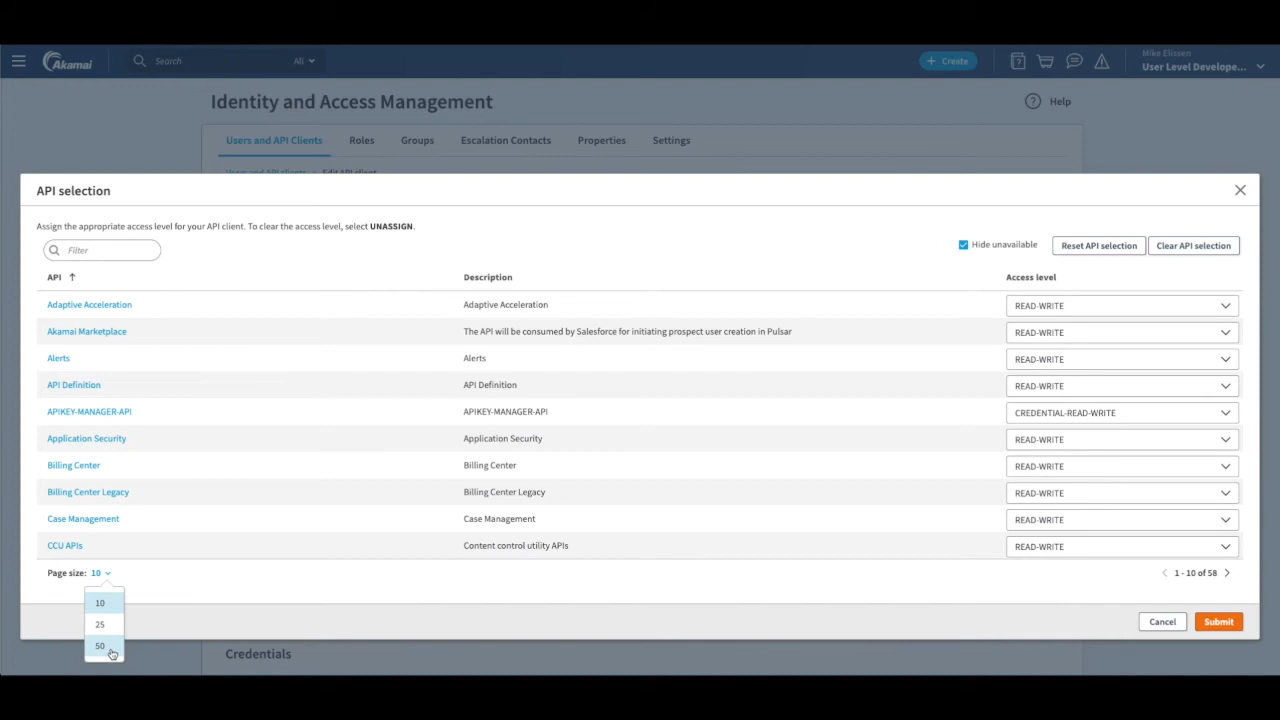 Akamai
Search
All
+ Create
Mike Elissen
User Level Develope...
Identity and Access Management
? Help
Users and API Clients Roles Groups Escalation Contacts Properties Settings
Users and API clients > Edit API client
API selection
Assign the appropriate access level for your API client. To clear the access level, select UNASSIGN.
Filter
Hide unavailable
Reset API selection
Clear API selection
API ↑ Description Access level
Adaptive Acceleration Adaptive Acceleration READ-WRITE
Akamai Marketplace The API will be consumed by Salesforce for initiating prospect user creation in Pulsar READ-WRITE
Alerts Alerts READ-WRITE
API Definition API Definition READ-WRITE
APIKEY-MANAGER-API APIKEY-MANAGER-API CREDENTIAL-READ-WRITE
Application Security Application Security READ-WRITE
Billing Center Billing Center READ-WRITE
Billing Center Legacy Billing Center Legacy READ-WRITE
Case Management Case Management READ-WRITE
CCU APIs Content control utility APIs READ-WRITE
Page size: 10
1 - 10 of 58
10
25
50
Cancel
Submit
Credentials